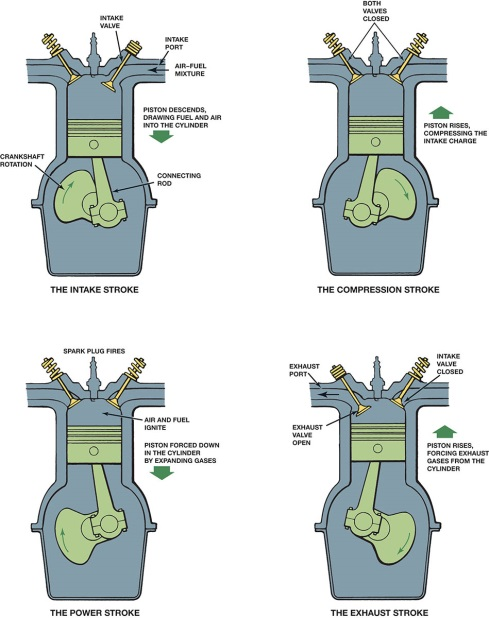 INTAKE
VALVE
INTAKE
PORT
AIR–FUEL
MIXTURE
PISTON DESCENDS,
DRAWING FUEL AND AIR
INTO THE CYLINDER
CRANKSHAFT
ROTATION
CONNECTING
ROD
THE INTAKE STROKE
BOTH
VALVES
CLOSED
PISTON RISES,
COMPRESSING THE
INTAKE CHARGE
THE COMPRESSION STROKE
SPARK PLUG FIRES
AIR AND FUEL
IGNITE
PISTON FORCED DOWN
IN THE CYLINDER
BY EXPANDING GASES
THE POWER STROKE
EXHAUST
PORT
INTAKE
VALVE
CLOSED
EXHAUST
VALVE
OPEN
PISTON RISES,
FORCING EXHAUST
GASES FROM THE
CYLINDER
THE EXHAUST STROKE